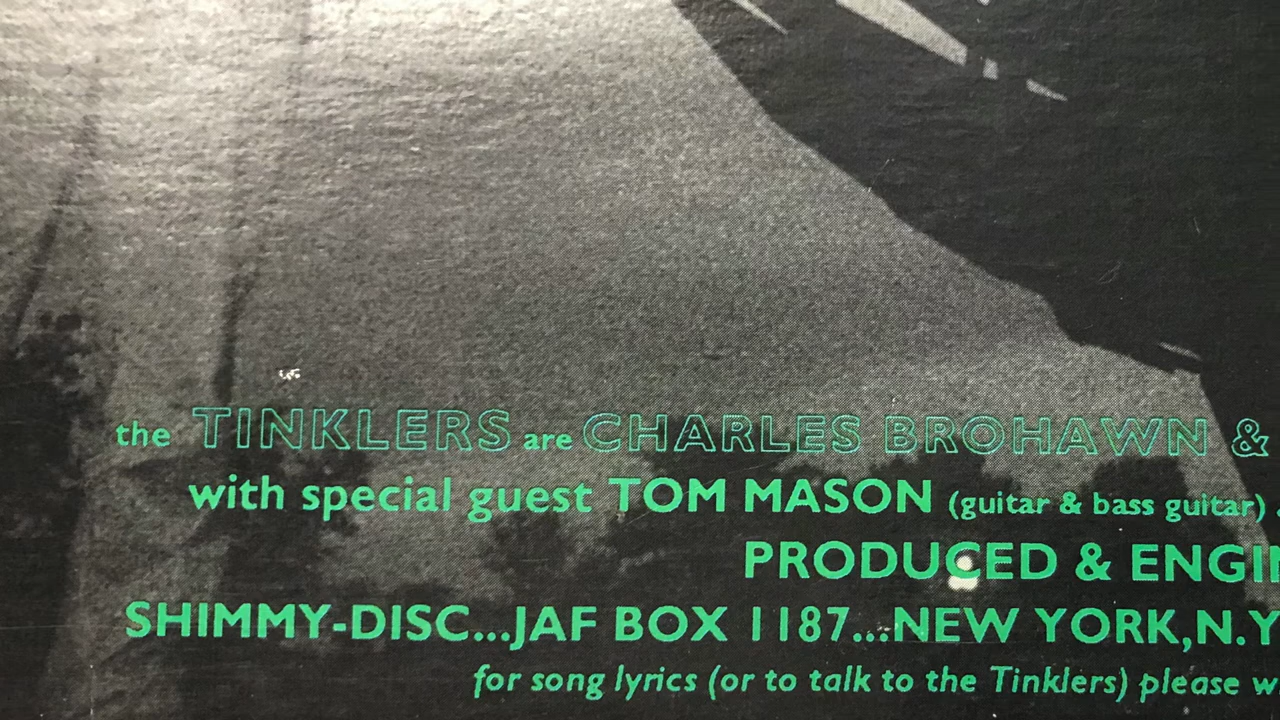 the TINKLERS are CHARLES BROHAWN &
with special guest TOM MASON (guitar & bass guitar)
PRODUCED & ENGIN
SHIMMY-DISC...JAF BOX 1187...NEW YORK,N.Y
for song lyrics (or to talk to the Tinklers) please w